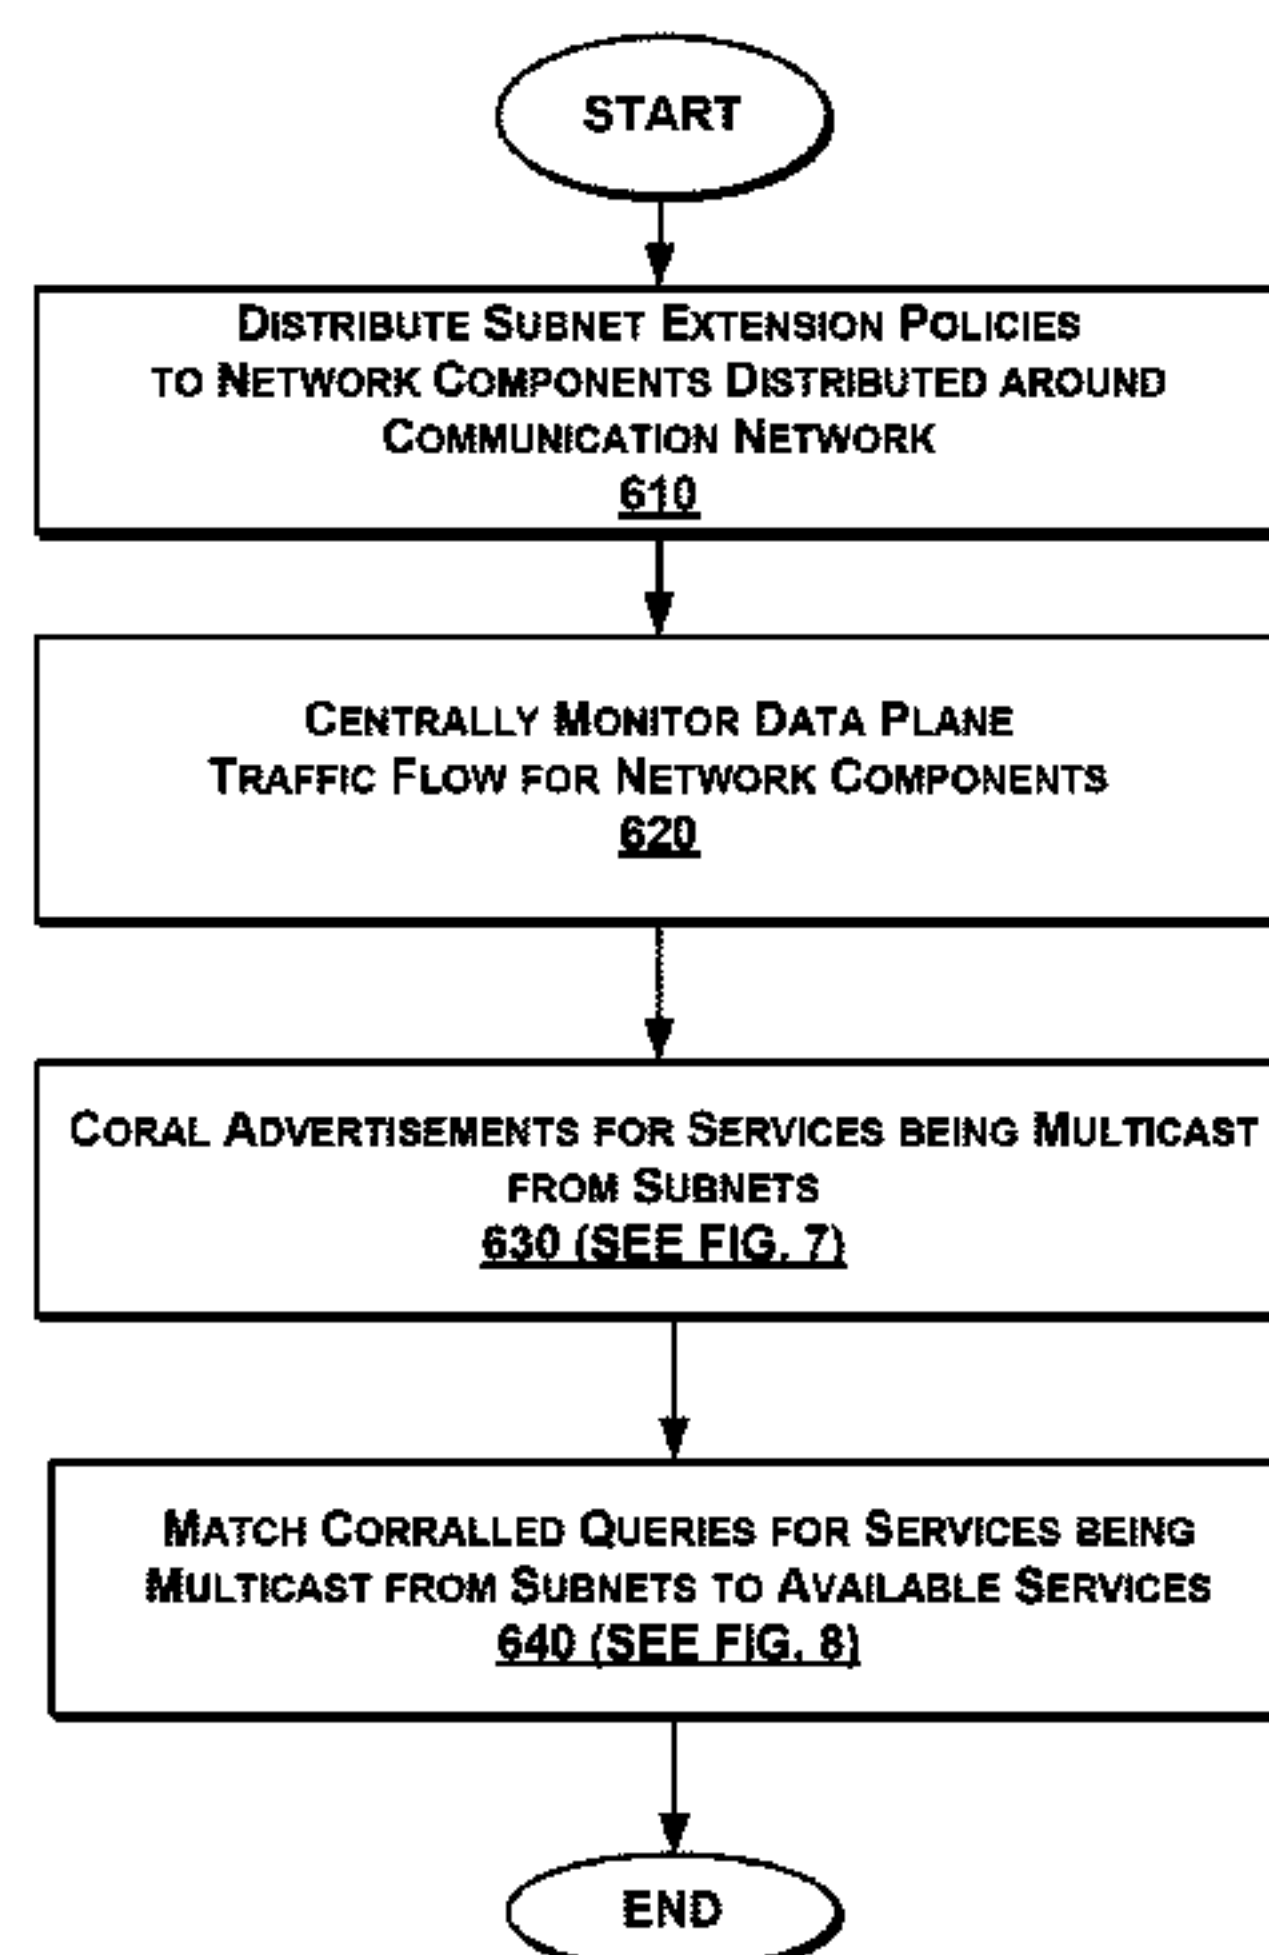 START
DISTRIBUTE SUBNET EXTENSION POLICIES
TO NETWORK COMPONENTS DISTRIBUTED AROUND
COMMUNICATION NETWORK
610
CENTRALLY MONITOR DATA PLANE
TRAFFIC FLOW FOR NETWORK COMPONENTS
620
CORAL ADVERTISEMENTS FOR SERVICES BEING MULTICAST
FROM SUBNETS
630 (SEE FIG. 7)
MATCH CORRALLED QUERIES FOR SERVICES BEING
MULTICAST FROM SUBNETS TO AVAILABLE SERVICES
640 (SEE FIG. 8)
END